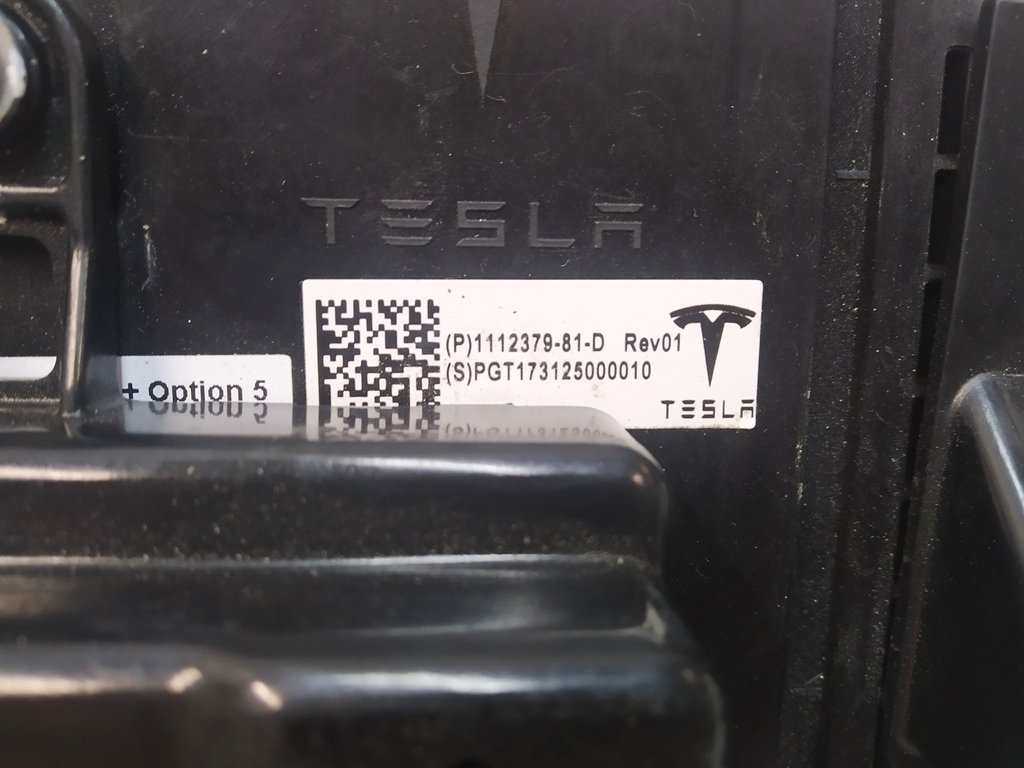 TESLA
(P)1112379-81-D Rev01
(S)PGT173125000010
+ Option 5
TESLA